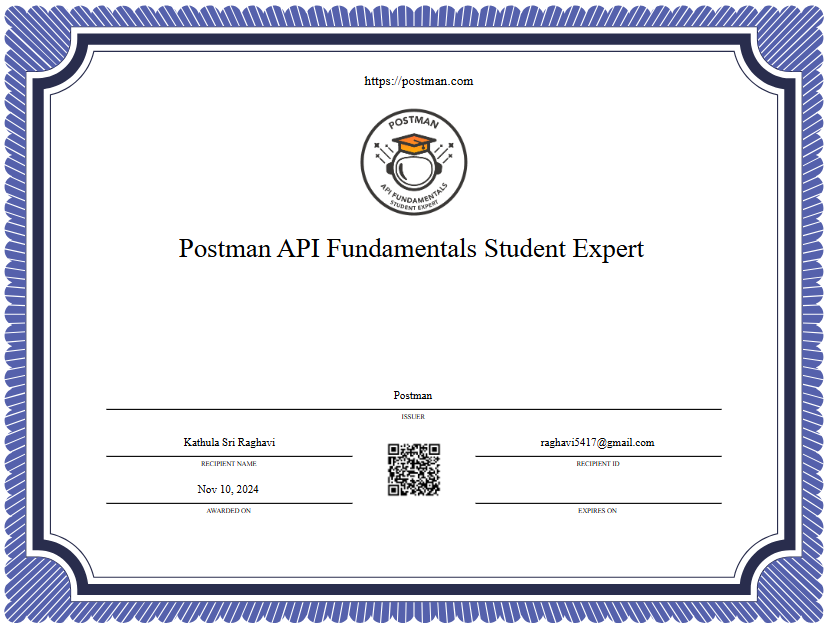 https://postman.com
POSTMAN
API FUNDAMENTALS
STUDENT EXPERT
Postman API Fundamentals Student Expert
Postman
ISSUER
Kathula Sri Raghavi
RECIPIENT NAME
raghavi5417@gmail.com
RECIPIENT ID
Nov 10, 2024
AWARDED ON
EXPIRES ON